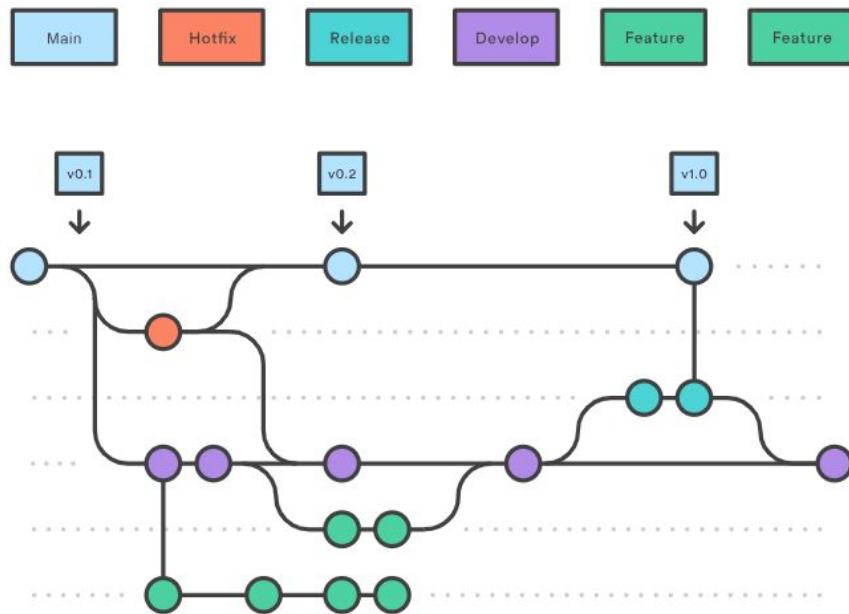 Main
Hotfix
Release
Develop
Feature
Feature
v0.1
v0.2
v1.0